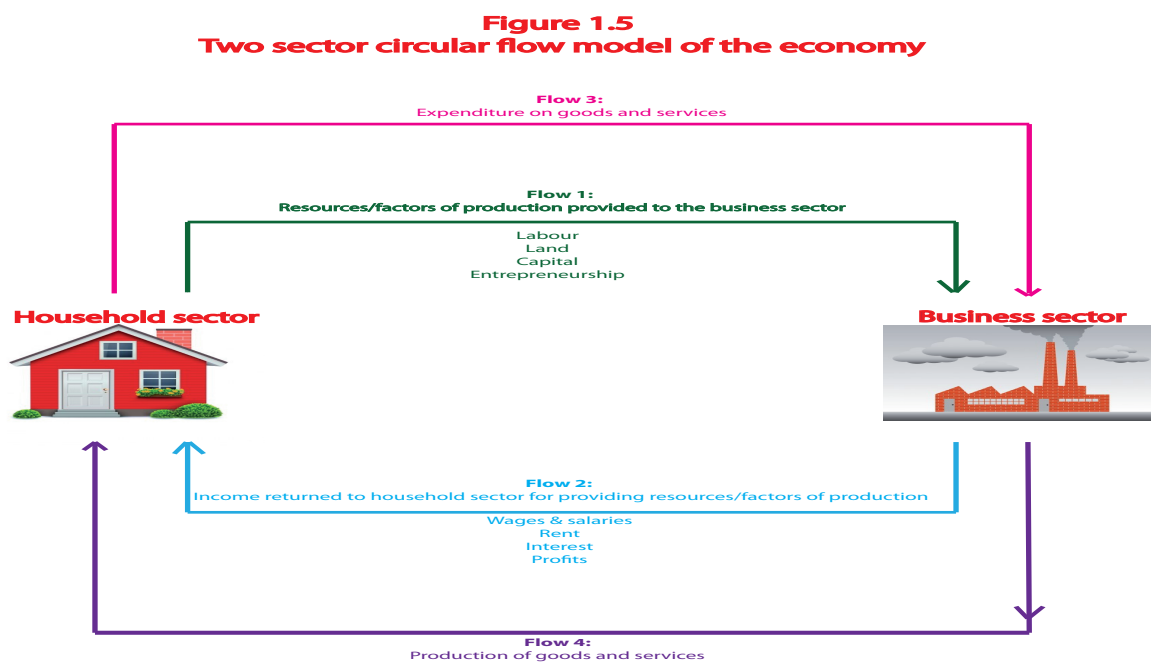 Figure 1.5
Two sector circular flow model of the economy
Flow 3:
Expenditure on goods and services
Flow 1:
Resources/factors of production provided to the business sector
Labour
Land
Capital
Entrepreneurship
Household sector
Business sector
Flow 2:
Income returned to household sector for providing resources/factors of production
Wages & salaries
Rent
Interest
Profits
Flow 4:
Production of goods and services